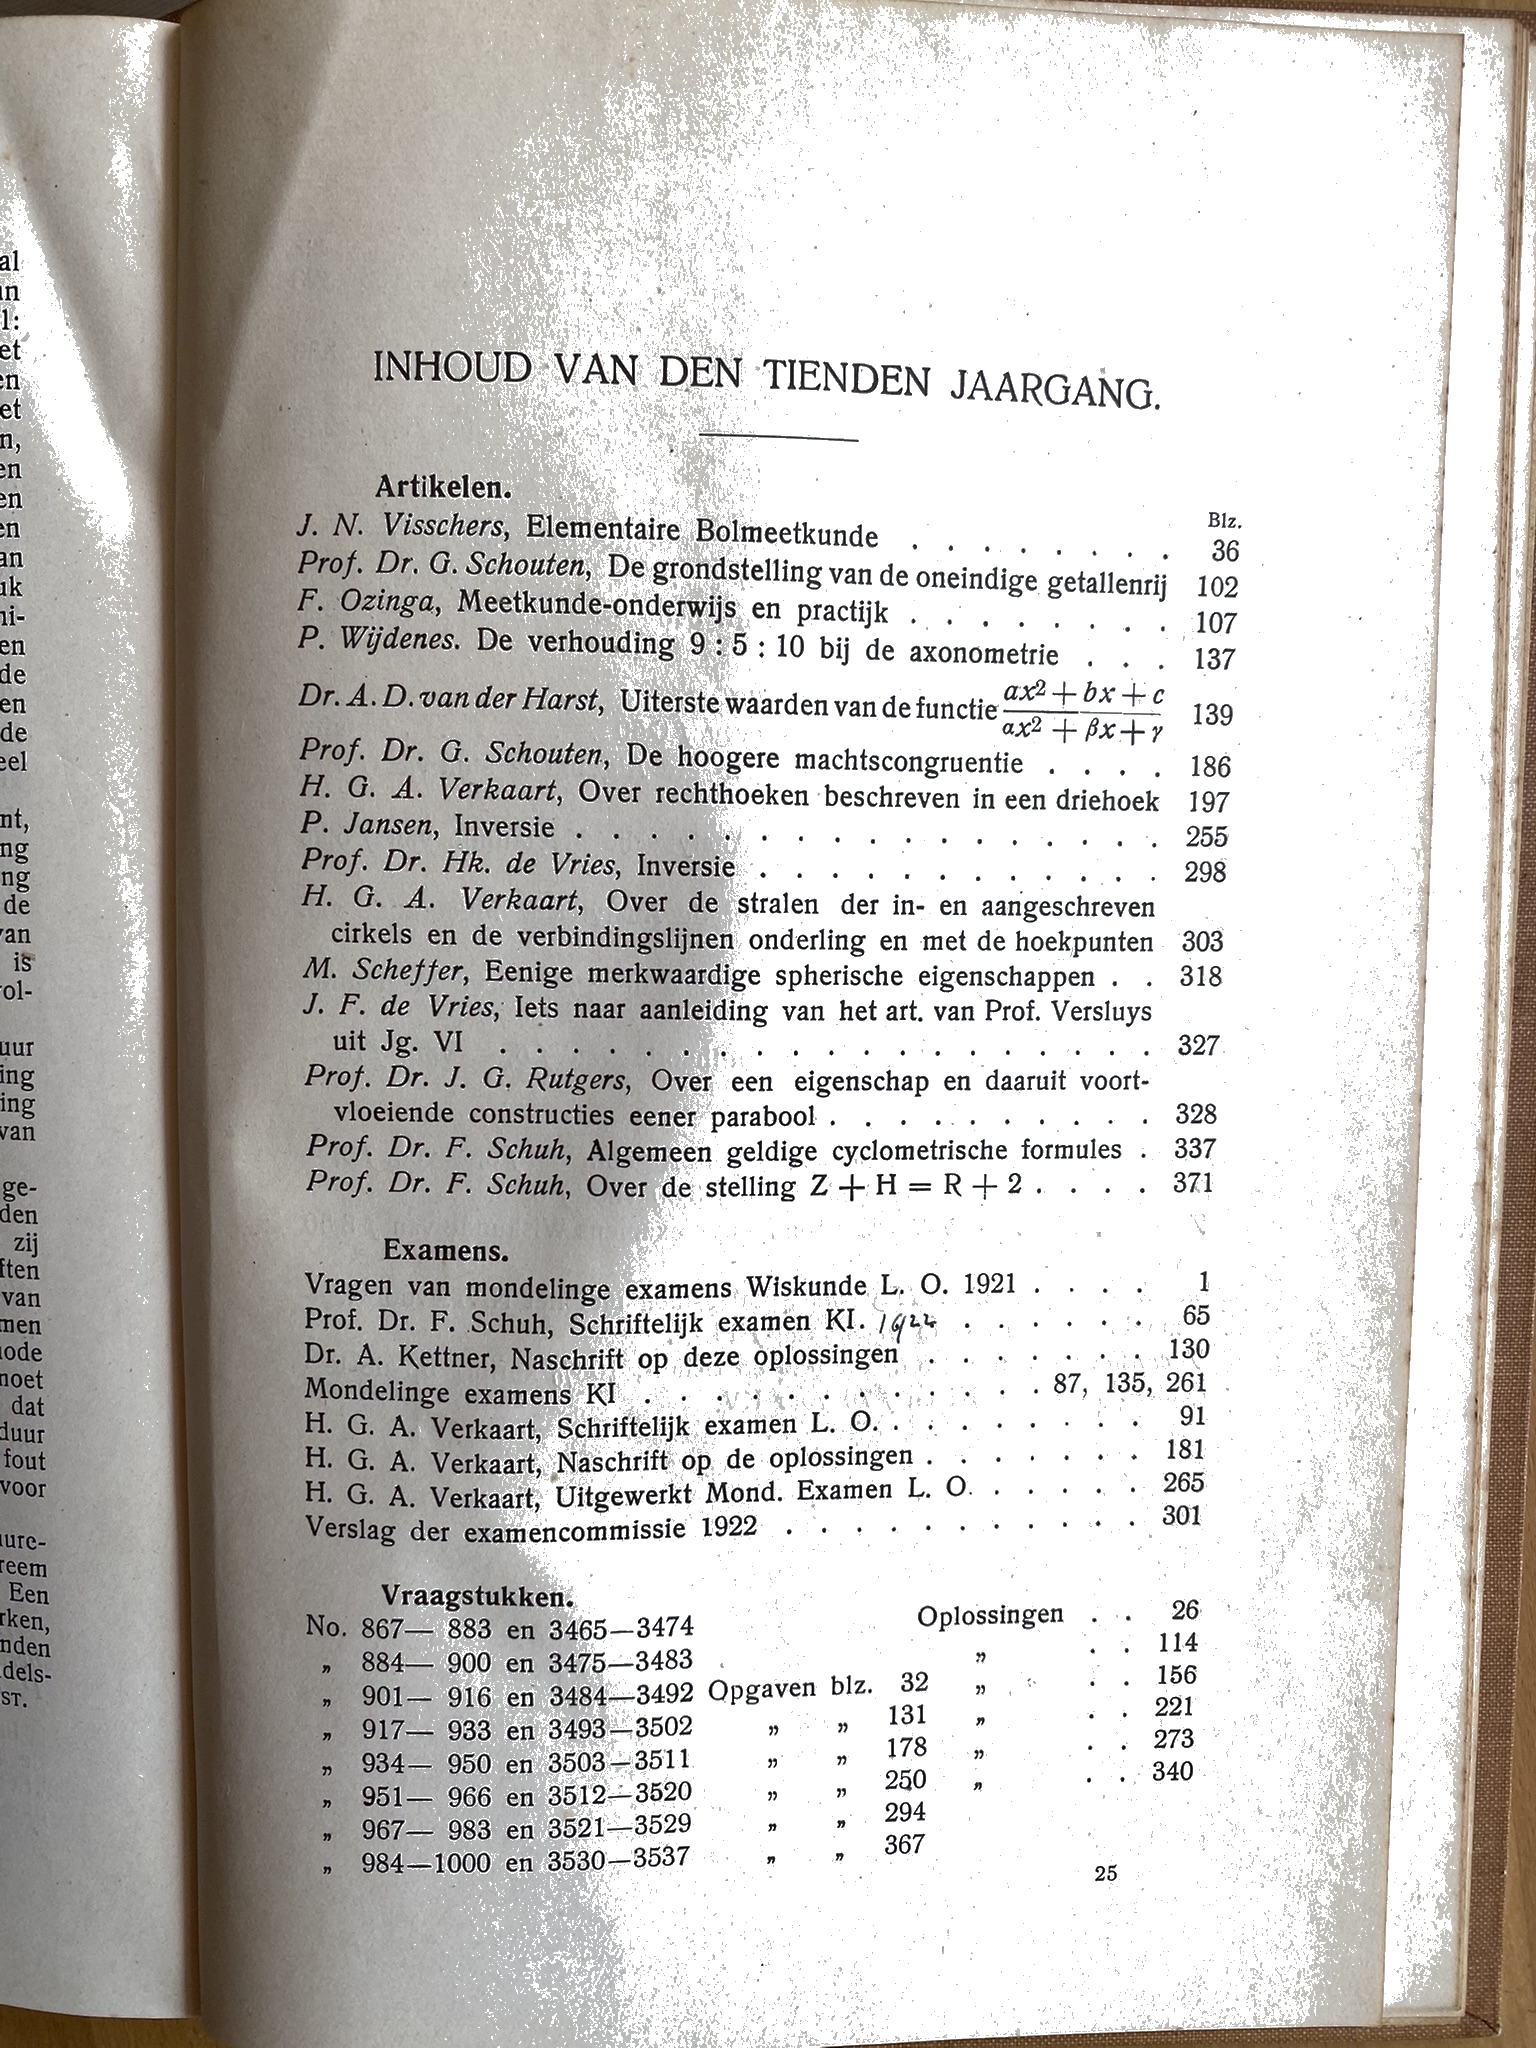 INHOUD VAN DEN TIENDEN JAARGANG.
Artikelen.
Blz.
J. N. Visschers, Elementaire Bolmeetkunde . . . . . . . . 36
Prof. Dr. G. Schouten, De grondstelling van de oneindige getallenrij 102
F. Ozinga, Meetkunde-onderwijs en practijk . . . . . . . . 107
P. Wijdenes. De verhouding 9 : 5 : 10 bij de axonometrie . . . 137
Dr. A. D. van der Harst, Uiterste waarden van de functie (ax² + bx + c)/(αx² + βx + γ) 139
Prof. Dr. G. Schouten, De hoogere machtscongruentie . . . . 186
H. G. A. Verkaart, Over rechthoeken beschreven in een driehoek 197
P. Jansen, Inversie . . . . . . . . . . . . . . . . 255
Prof. Dr. Hk. de Vries, Inversie . . . . . . . . . . . . 298
H. G. A. Verkaart, Over de stralen der in- en aangeschreven
cirkels en de verbindingslijnen onderling en met de hoekpunten 303
M. Scheffer, Eenige merkwaardige spherische eigenschappen . . 318
J. F. de Vries, Iets naar aanleiding van het art. van Prof. Versluys
uit Jg. VI . . . . . . . . . . . . . . . . . . 327
Prof. Dr. J. G. Rutgers, Over een eigenschap en daaruit voort-
vloeiende constructies eener parabool . . . . . . . . . . 328
Prof. Dr. F. Schuh, Algemeen geldige cyclometrische formules . 337
Prof. Dr. F. Schuh, Over de stelling Z + H = R + 2 . . . . 371
Examens.
Vragen van mondelinge examens Wiskunde L. O. 1921 . . . . 1
Prof. Dr. F. Schuh, Schriftelijk examen KI. 1922 . . . . . . 65
Dr. A. Kettner, Naschrift op deze oplossingen . . . . . . . 130
Mondelinge examens KI . . . . . . . . . . . . 87, 135, 261
H. G. A. Verkaart, Schriftelijk examen L. O. . . . . . . . . 91
H. G. A. Verkaart, Naschrift op de oplossingen . . . . . . . 181
H. G. A. Verkaart, Uitgewerkt Mond. Examen L. O. . . . . . 265
Verslag der examencommissie 1922 . . . . . . . . . . . 301
Vraagstukken.
No. 867— 883 en 3465—3474 Oplossingen . . 26
„ 884— 900 en 3475—3483 „ . . 114
„ 901— 916 en 3484—3492 Opgaven blz. 32 „ . . 156
„ 917— 933 en 3493—3502 „ „ 131 „ . . 221
„ 934— 950 en 3503—3511 „ „ 178 „ . . 273
„ 951— 966 en 3512—3520 „ „ 250 „ . . 340
„ 967— 983 en 3521—3529 „ „ 294
„ 984—1000 en 3530—3537 „ „ 367
25